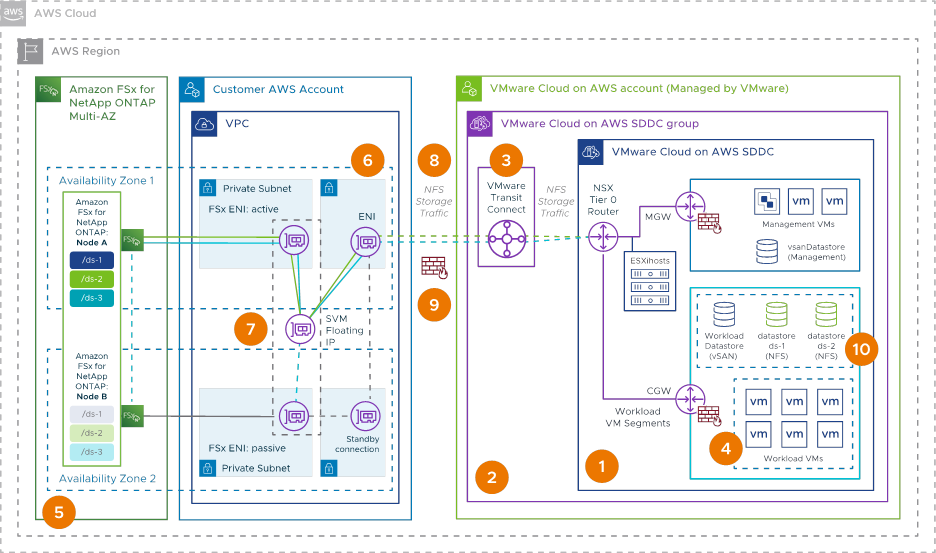 aws
AWS Cloud
AWS Region
FSx
Amazon FSx for
NetApp ONTAP
Multi-AZ
Customer AWS Account
VPC
VMware Cloud on AWS account (Managed by VMware)
VMware Cloud on AWS SDDC group
VMware Cloud on AWS SDDC
6
8
3
Availability Zone 1
Private Subnet
FSx ENI: active
ENI
NFS
Storage
Traffic
VMware
Transit
Connect
NFS
Storage
Traffic
NSX
Tier 0
Router
MGW
vm
vm
Management VMs
vsanDatastore
(Management)
Amazon
FSx for
NetApp
ONTAP:
Node A
FSx
/ds-1
/ds-2
/ds-3
ESXihosts
9
7
SVM
Floating
IP
Workload
Datastore
(vSAN)
datastore
ds-1
(NFS)
datastore
ds-2
(NFS)
10
Amazon
FSx for
NetApp
ONTAP:
Node B
FSx
/ds-1
/ds-2
/ds-3
FSx ENI: passive
Private Subnet
Standby
connection
Availability Zone 2
CGW
Workload
VM Segments
vm
vm
vm
vm
vm
vm
Workload VMs
4
1
2
5